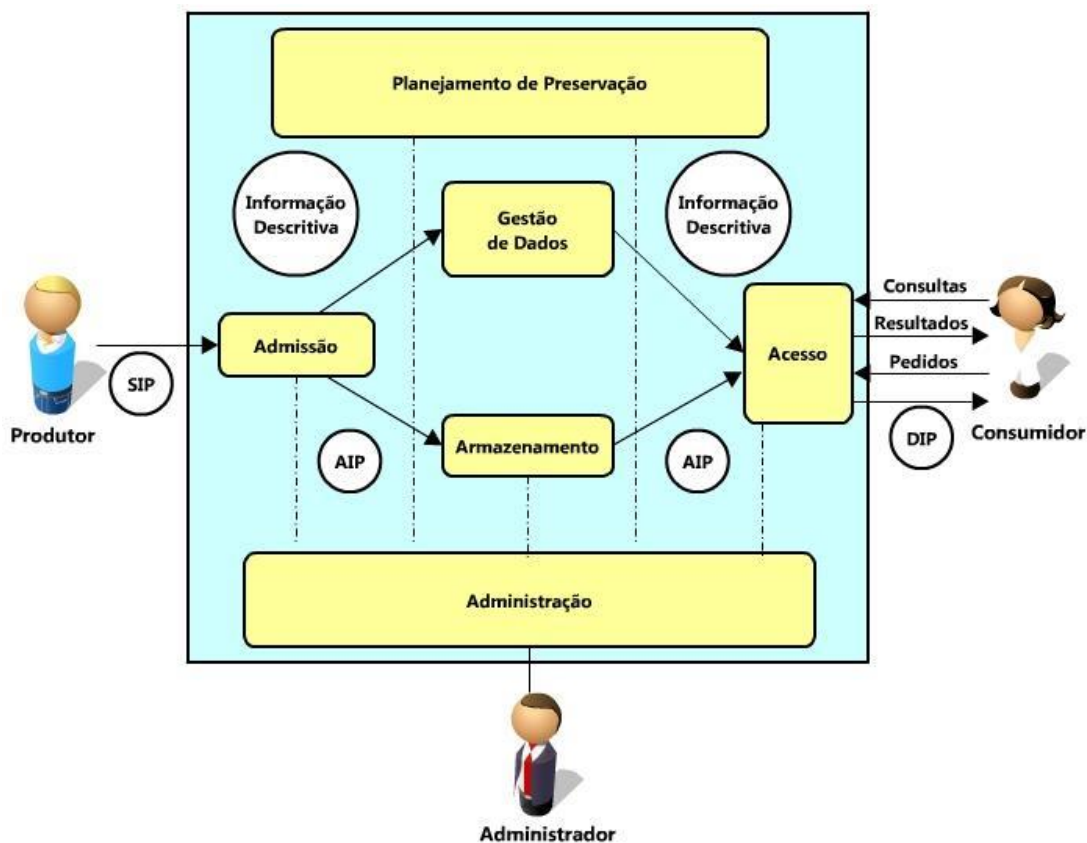 Planejamento de Preservação
Informação
Descritiva
Gestão
de Dados
Informação
Descritiva
Admissão
Acesso
Consultas
Resultados
Pedidos
SIP
Produtor
AIP
Armazenamento
AIP
DIP
Consumidor
Administração
Administrador